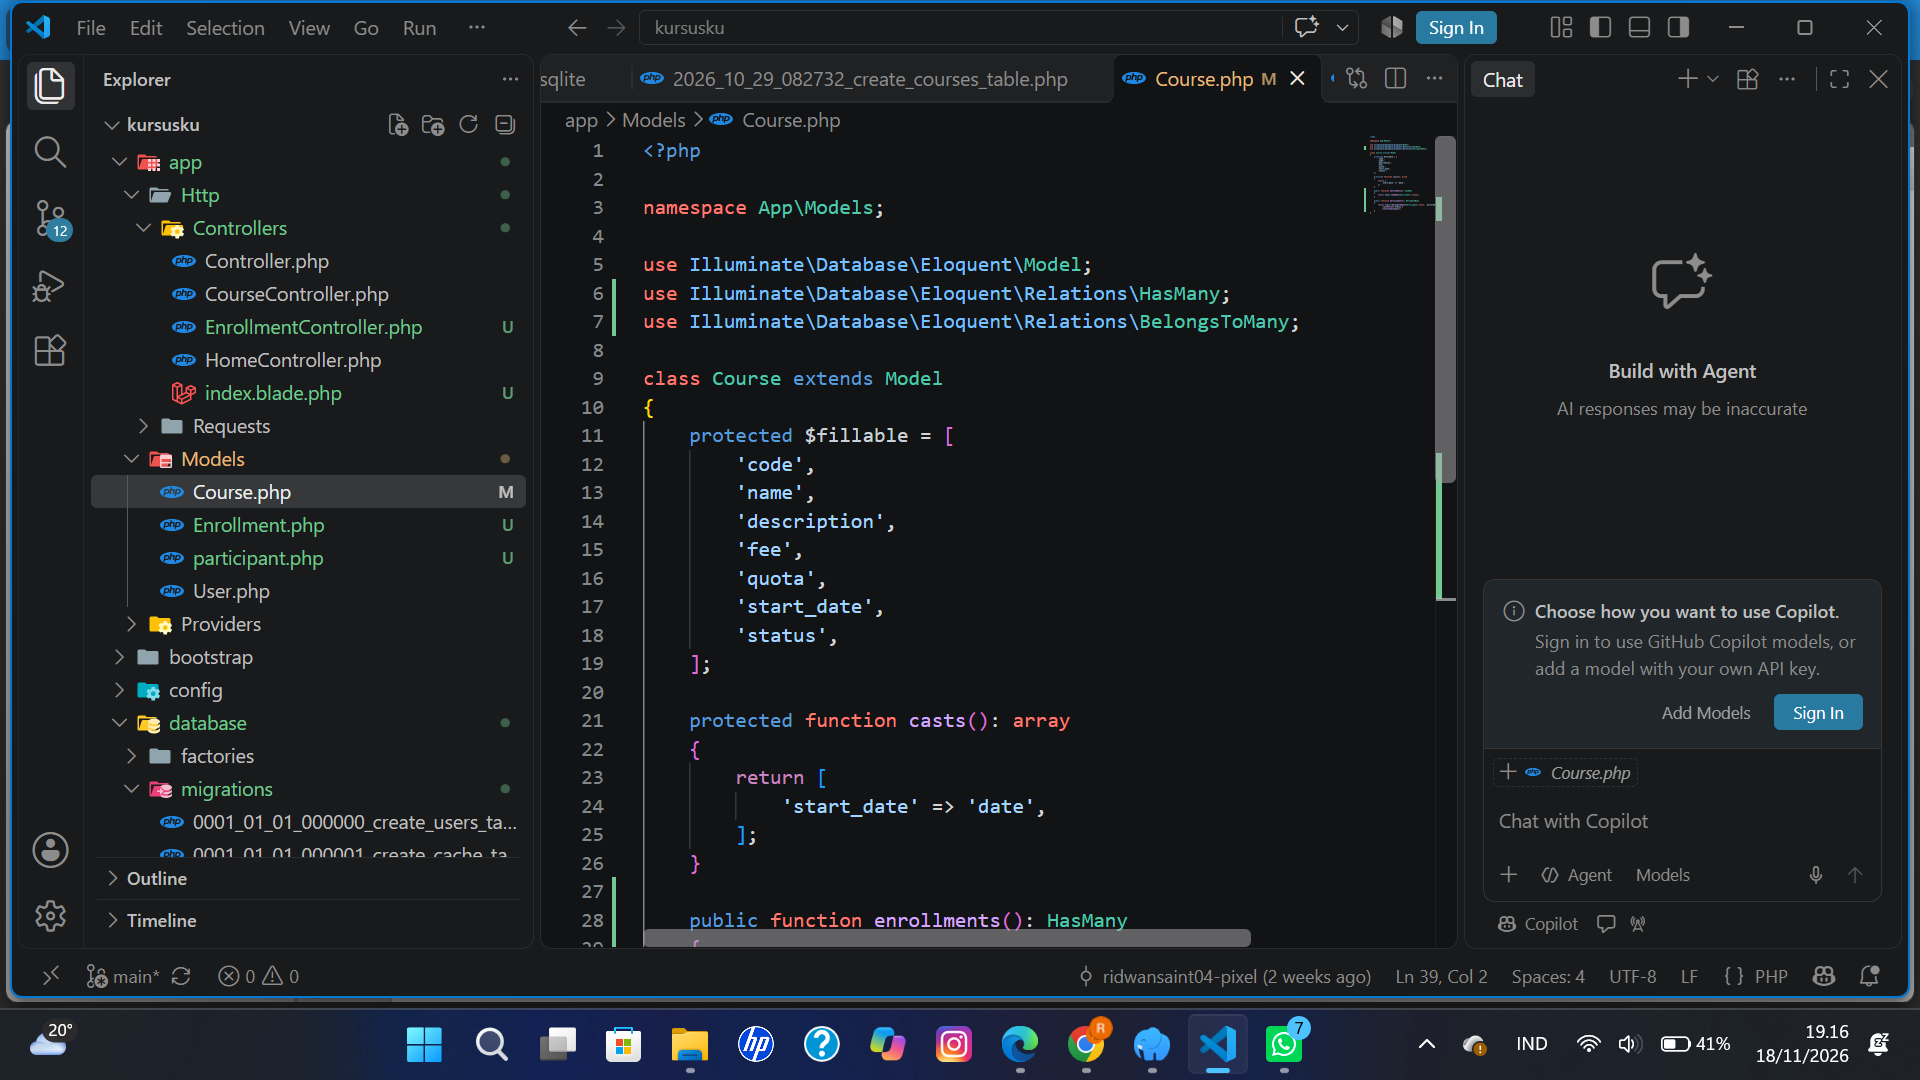 File Edit Selection View Go Run ···
kursusku
Sign In
Explorer
kursusku
app
Http
Controllers
Controller.php
CourseController.php
EnrollmentController.php U
HomeController.php
index.blade.php U
Requests
Models
Course.php M
Enrollment.php U
participant.php U
User.php
Providers
bootstrap
config
database
factories
migrations
0001_01_01_000000_create_users_ta...
0001_01_01_000001_create_cache_ta...
Outline
Timeline
12
sqlite
2026_10_29_082732_create_courses_table.php
Course.php M
app > Models > Course.php
1 <?php
2
3 namespace App\Models;
4
5 use Illuminate\Database\Eloquent\Model;
6 use Illuminate\Database\Eloquent\Relations\HasMany;
7 use Illuminate\Database\Eloquent\Relations\BelongsToMany;
8
9 class Course extends Model
10 {
11 protected $fillable = [
12 'code',
13 'name',
14 'description',
15 'fee',
16 'quota',
17 'start_date',
18 'status',
19 ];
20
21 protected function casts(): array
22 {
23 return [
24 'start_date' => 'date',
25 ];
26 }
27
28 public function enrollments(): HasMany
29 {
Chat
Build with Agent
AI responses may be inaccurate
Choose how you want to use Copilot.
Sign in to use GitHub Copilot models, or
add a model with your own API key.
Add Models Sign In
Course.php
Chat with Copilot
Agent Models
Copilot
main* 0 0
ridwansaint04-pixel (2 weeks ago) Ln 39, Col 2 Spaces: 4 UTF-8 LF { } PHP
20°
hp
R
7
IND
41%
19.16
18/11/2026